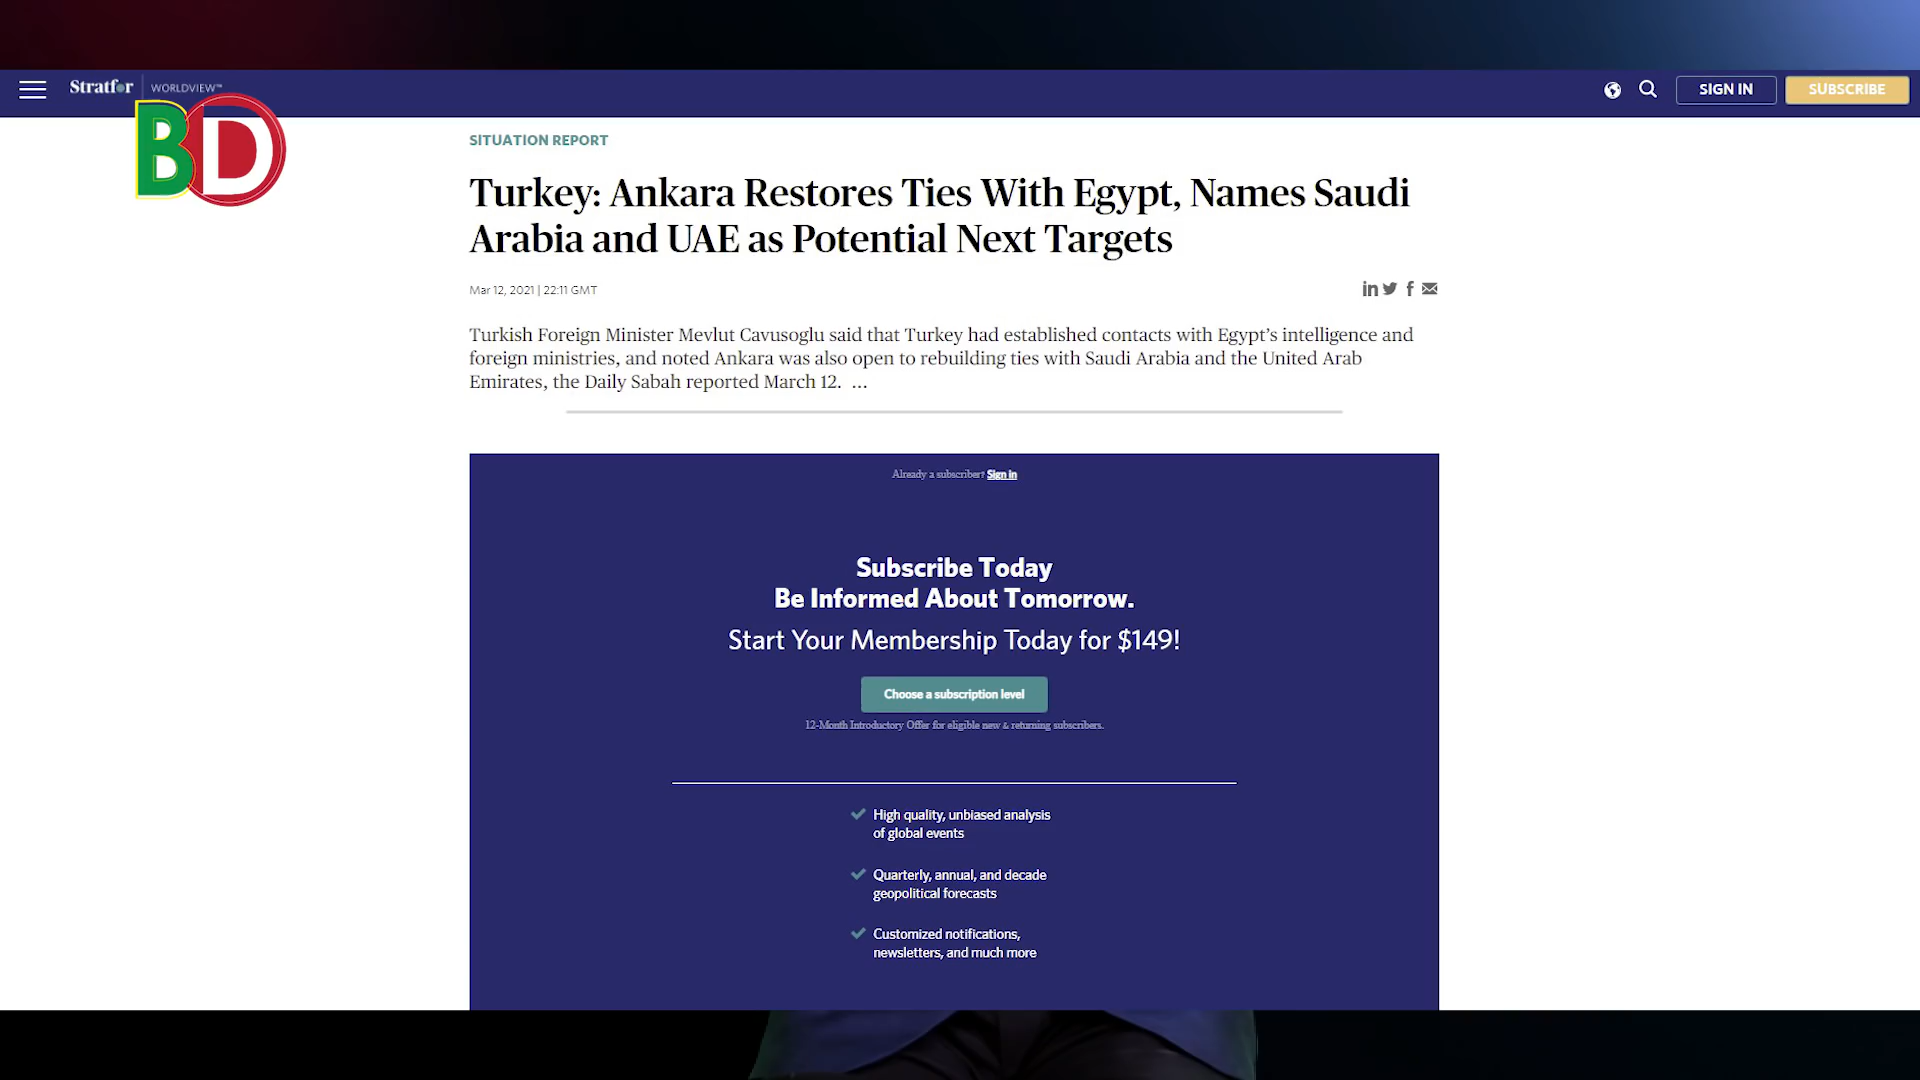 Stratfor WORLDVIEW™
SIGN IN
SUBSCRIBE
BD
SITUATION REPORT
Turkey: Ankara Restores Ties With Egypt, Names Saudi
Arabia and UAE as Potential Next Targets
Mar 12, 2021 | 22:11 GMT
Turkish Foreign Minister Mevlut Cavusoglu said that Turkey had established contacts with Egypt’s intelligence and
foreign ministries, and noted Ankara was also open to rebuilding ties with Saudi Arabia and the United Arab
Emirates, the Daily Sabah reported March 12. ...
Already a subscriber? Sign in
Subscribe Today
Be Informed About Tomorrow.
Start Your Membership Today for $149!
Choose a subscription level
12-Month Introductory Offer for eligible new & returning subscribers.
High quality, unbiased analysis
of global events
Quarterly, annual, and decade
geopolitical forecasts
Customized notifications,
newsletters, and much more